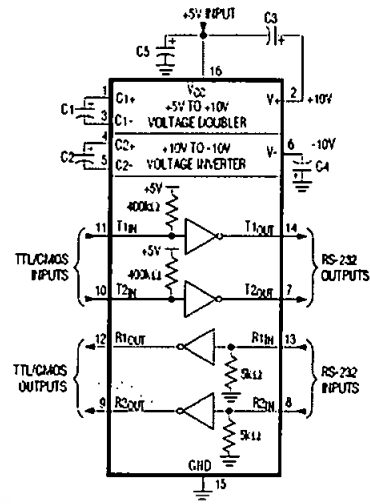 +5V INPUT
C3
C5
16
VCC
1 C1+
+5V TO +10V
V+ 2
+10V
C1
3 C1-
VOLTAGE DOUBLER
4 C2+
+10V TO -10V
V- 6
-10V
C2
5 C2-
VOLTAGE INVERTER
C4
+5V
400kΩ
11 T1IN
T1OUT 14
TTL/CMOS
INPUTS
+5V
400kΩ
RS-232
OUTPUTS
10 T2IN
T2OUT 7
12 R1OUT
R1IN 13
TTL/CMOS
OUTPUTS
5kΩ
RS-232
INPUTS
9 R2OUT
R2IN 8
5kΩ
GND
15